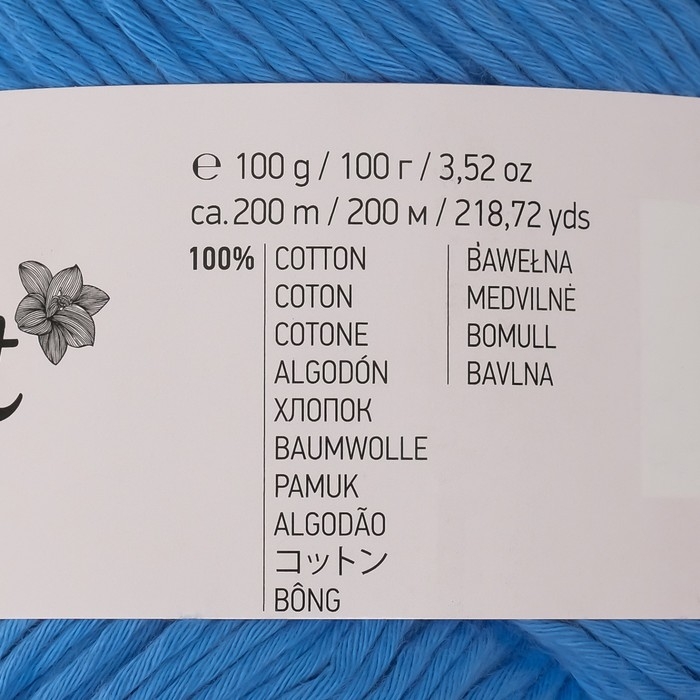 ℮ 100 g / 100 г / 3,52 oz
ca. 200 m / 200 м / 218,72 yds
100%
COTTON
COTON
COTONE
ALGODÓN
ХЛОПОК
BAUMWOLLE
PAMUK
ALGODÃO
コットン
BÔNG
BAWEŁNA
MEDVILNĖ
BOMULL
BAVLNA